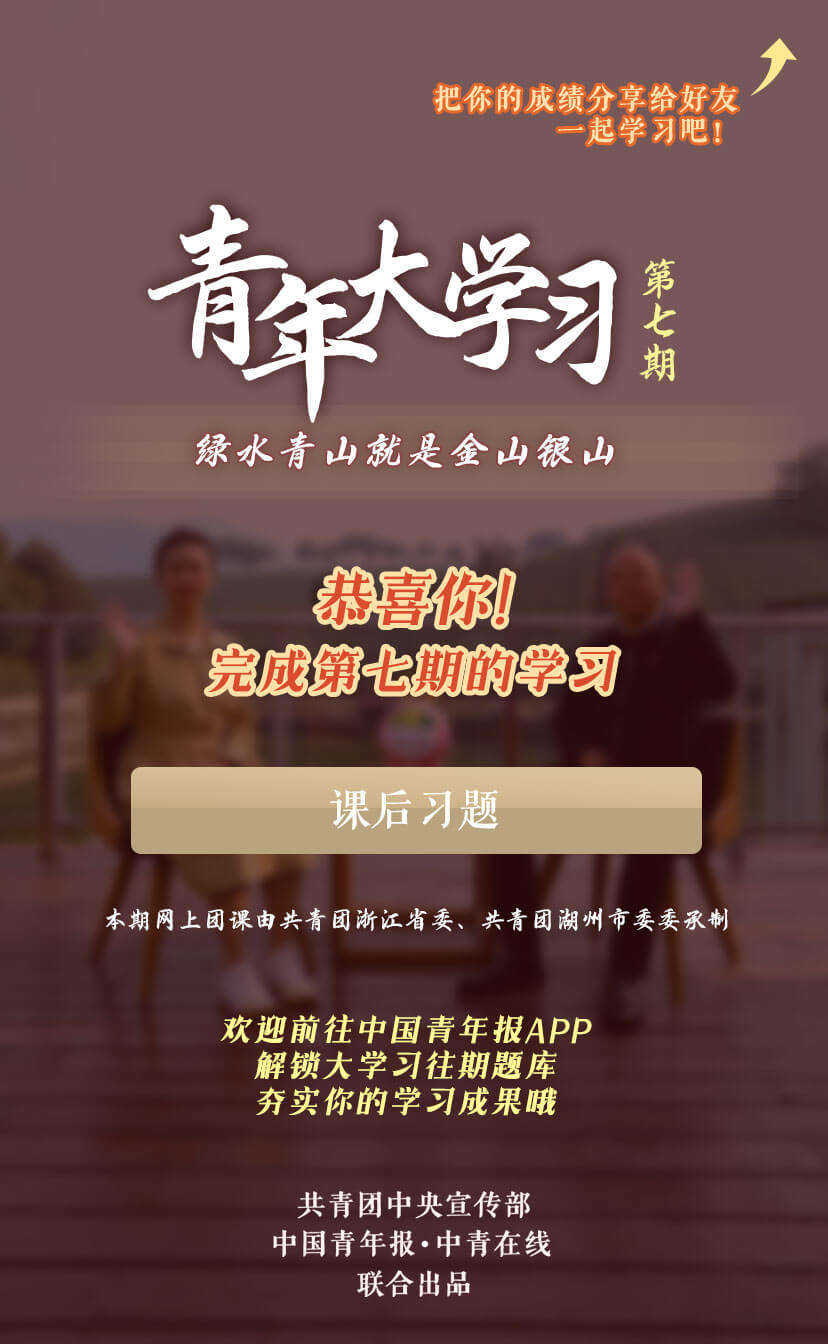 把你的成绩分享给好友
一起学习吧!
青年大学习
第七期
绿水青山就是金山银山
恭喜你!
完成第七期的学习
课后习题
本期网上团课由共青团浙江省委、共青团湖州市委委承制
欢迎前往中国青年报APP
解锁大学习往期题库
夯实你的学习成果哦
共青团中央宣传部
中国青年报·中青在线
联合出品